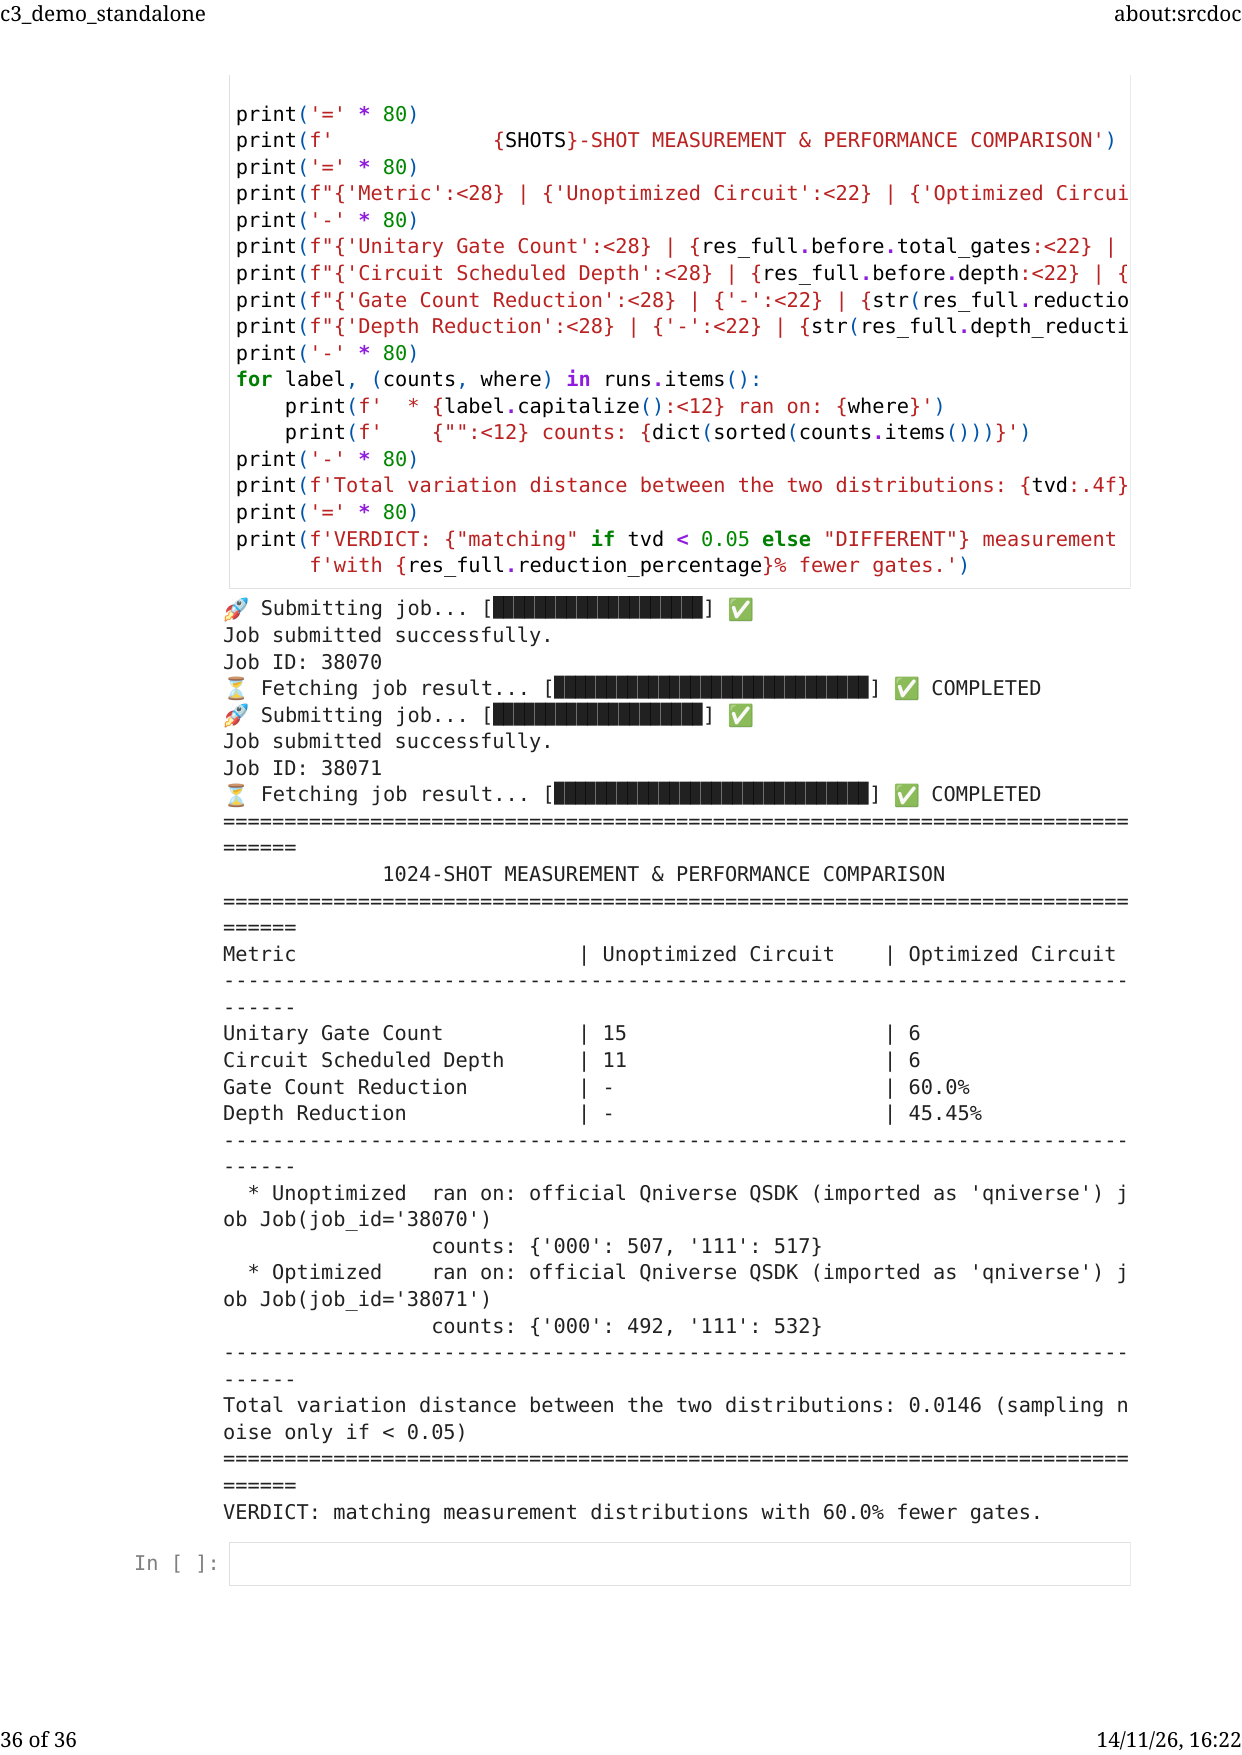 c3_demo_standalone about:srcdoc
print('=' * 80)
print(f'             {SHOTS}-SHOT MEASUREMENT & PERFORMANCE COMPARISON')
print('=' * 80)
print(f"{'Metric':<28} | {'Unoptimized Circuit':<22} | {'Optimized Circui
print('-' * 80)
print(f"{'Unitary Gate Count':<28} | {res_full.before.total_gates:<22} |
print(f"{'Circuit Scheduled Depth':<28} | {res_full.before.depth:<22} | {
print(f"{'Gate Count Reduction':<28} | {'-':<22} | {str(res_full.reductio
print(f"{'Depth Reduction':<28} | {'-':<22} | {str(res_full.depth_reducti
print('-' * 80)
for label, (counts, where) in runs.items():
    print(f'  * {label.capitalize():<12} ran on: {where}')
    print(f'    {"":<12} counts: {dict(sorted(counts.items()))}')
print('-' * 80)
print(f'Total variation distance between the two distributions: {tvd:.4f}
print('=' * 80)
print(f'VERDICT: {"matching" if tvd < 0.05 else "DIFFERENT"} measurement
      f'with {res_full.reduction_percentage}% fewer gates.')
🚀 Submitting job... [█████████████████] ✅
Job submitted successfully.
Job ID: 38070
⏳ Fetching job result... [██████████████████████████] ✅ COMPLETED
🚀 Submitting job... [█████████████████] ✅
Job submitted successfully.
Job ID: 38071
⏳ Fetching job result... [██████████████████████████] ✅ COMPLETED
==========================================================================
======
             1024-SHOT MEASUREMENT & PERFORMANCE COMPARISON
==========================================================================
======
Metric                       | Unoptimized Circuit    | Optimized Circuit
--------------------------------------------------------------------------
------
Unitary Gate Count           | 15                     | 6
Circuit Scheduled Depth      | 11                     | 6
Gate Count Reduction         | -                      | 60.0%
Depth Reduction              | -                      | 45.45%
--------------------------------------------------------------------------
------
  * Unoptimized  ran on: official Qniverse QSDK (imported as 'qniverse') j
ob Job(job_id='38070')
                 counts: {'000': 507, '111': 517}
  * Optimized    ran on: official Qniverse QSDK (imported as 'qniverse') j
ob Job(job_id='38071')
                 counts: {'000': 492, '111': 532}
--------------------------------------------------------------------------
------
Total variation distance between the two distributions: 0.0146 (sampling n
oise only if < 0.05)
==========================================================================
======
VERDICT: matching measurement distributions with 60.0% fewer gates.
In [ ]:
36 of 36 14/11/26, 16:22